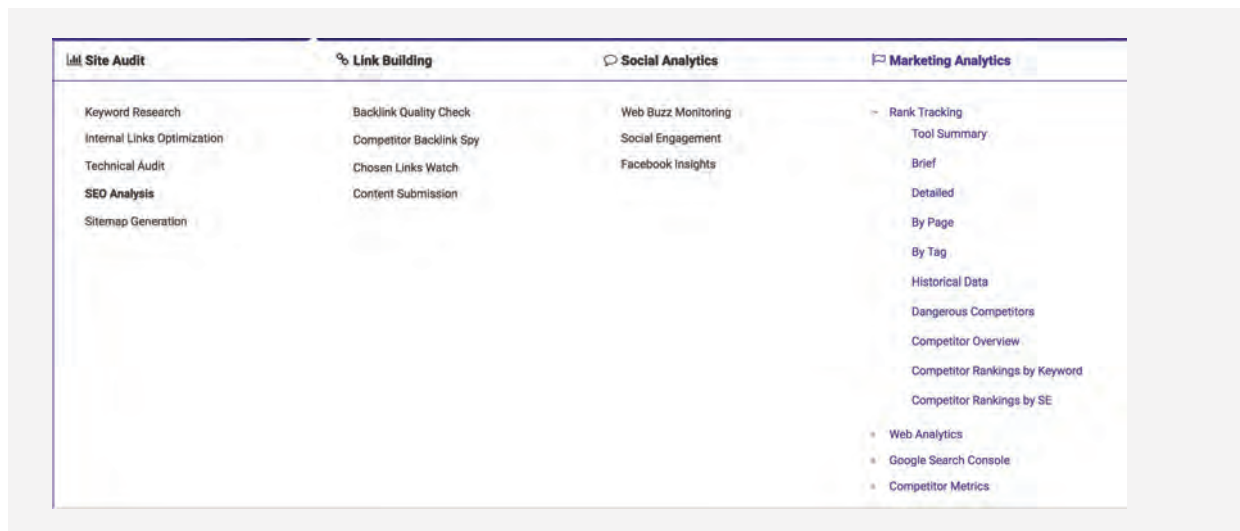 Site Audit
Keyword Research
Internal Links Optimization
Technical Audit
SEO Analysis
Sitemap Generation
Link Building
Backlink Quality Check
Competitor Backlink Spy
Chosen Links Watch
Content Submission
Social Analytics
Web Buzz Monitoring
Social Engagement
Facebook Insights
Marketing Analytics
Rank Tracking
Tool Summary
Brief
Detailed
By Page
By Tag
Historical Data
Dangerous Competitors
Competitor Overview
Competitor Rankings by Keyword
Competitor Rankings by SE
Web Analytics
Google Search Console
Competitor Metrics